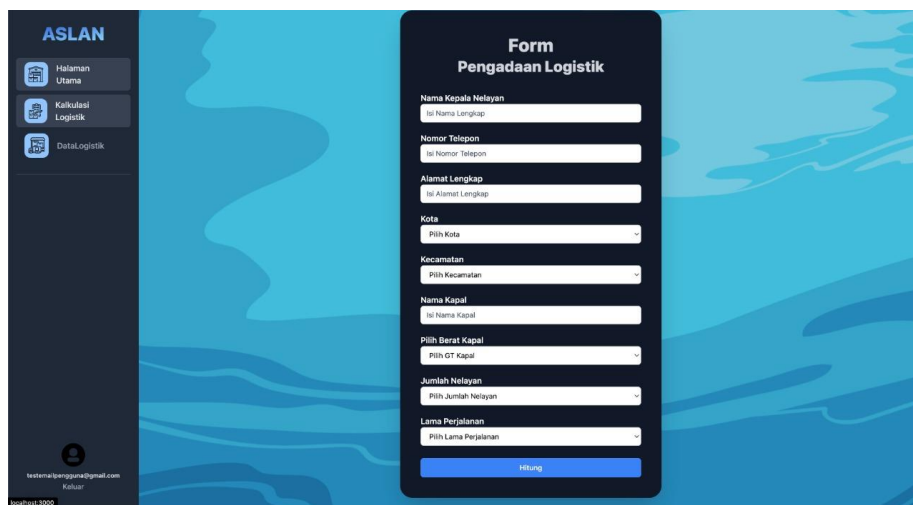 ASLAN
Halaman
Utama
Kalkulasi
Logistik
DataLogistik
testemailpengguna@gmail.com
Keluar
localhost:3000
Form
Pengadaan Logistik
Nama Kepala Nelayan
Isi Nama Lengkap
Nomor Telepon
Isi Nomor Telepon
Alamat Lengkap
Isi Alamat Lengkap
Kota
Pilih Kota
Kecamatan
Pilih Kecamatan
Nama Kapal
Isi Nama Kapal
Pilih Berat Kapal
Pilih GT Kapal
Jumlah Nelayan
Pilih Jumlah Nelayan
Lama Perjalanan
Pilih Lama Perjalanan
Hitung